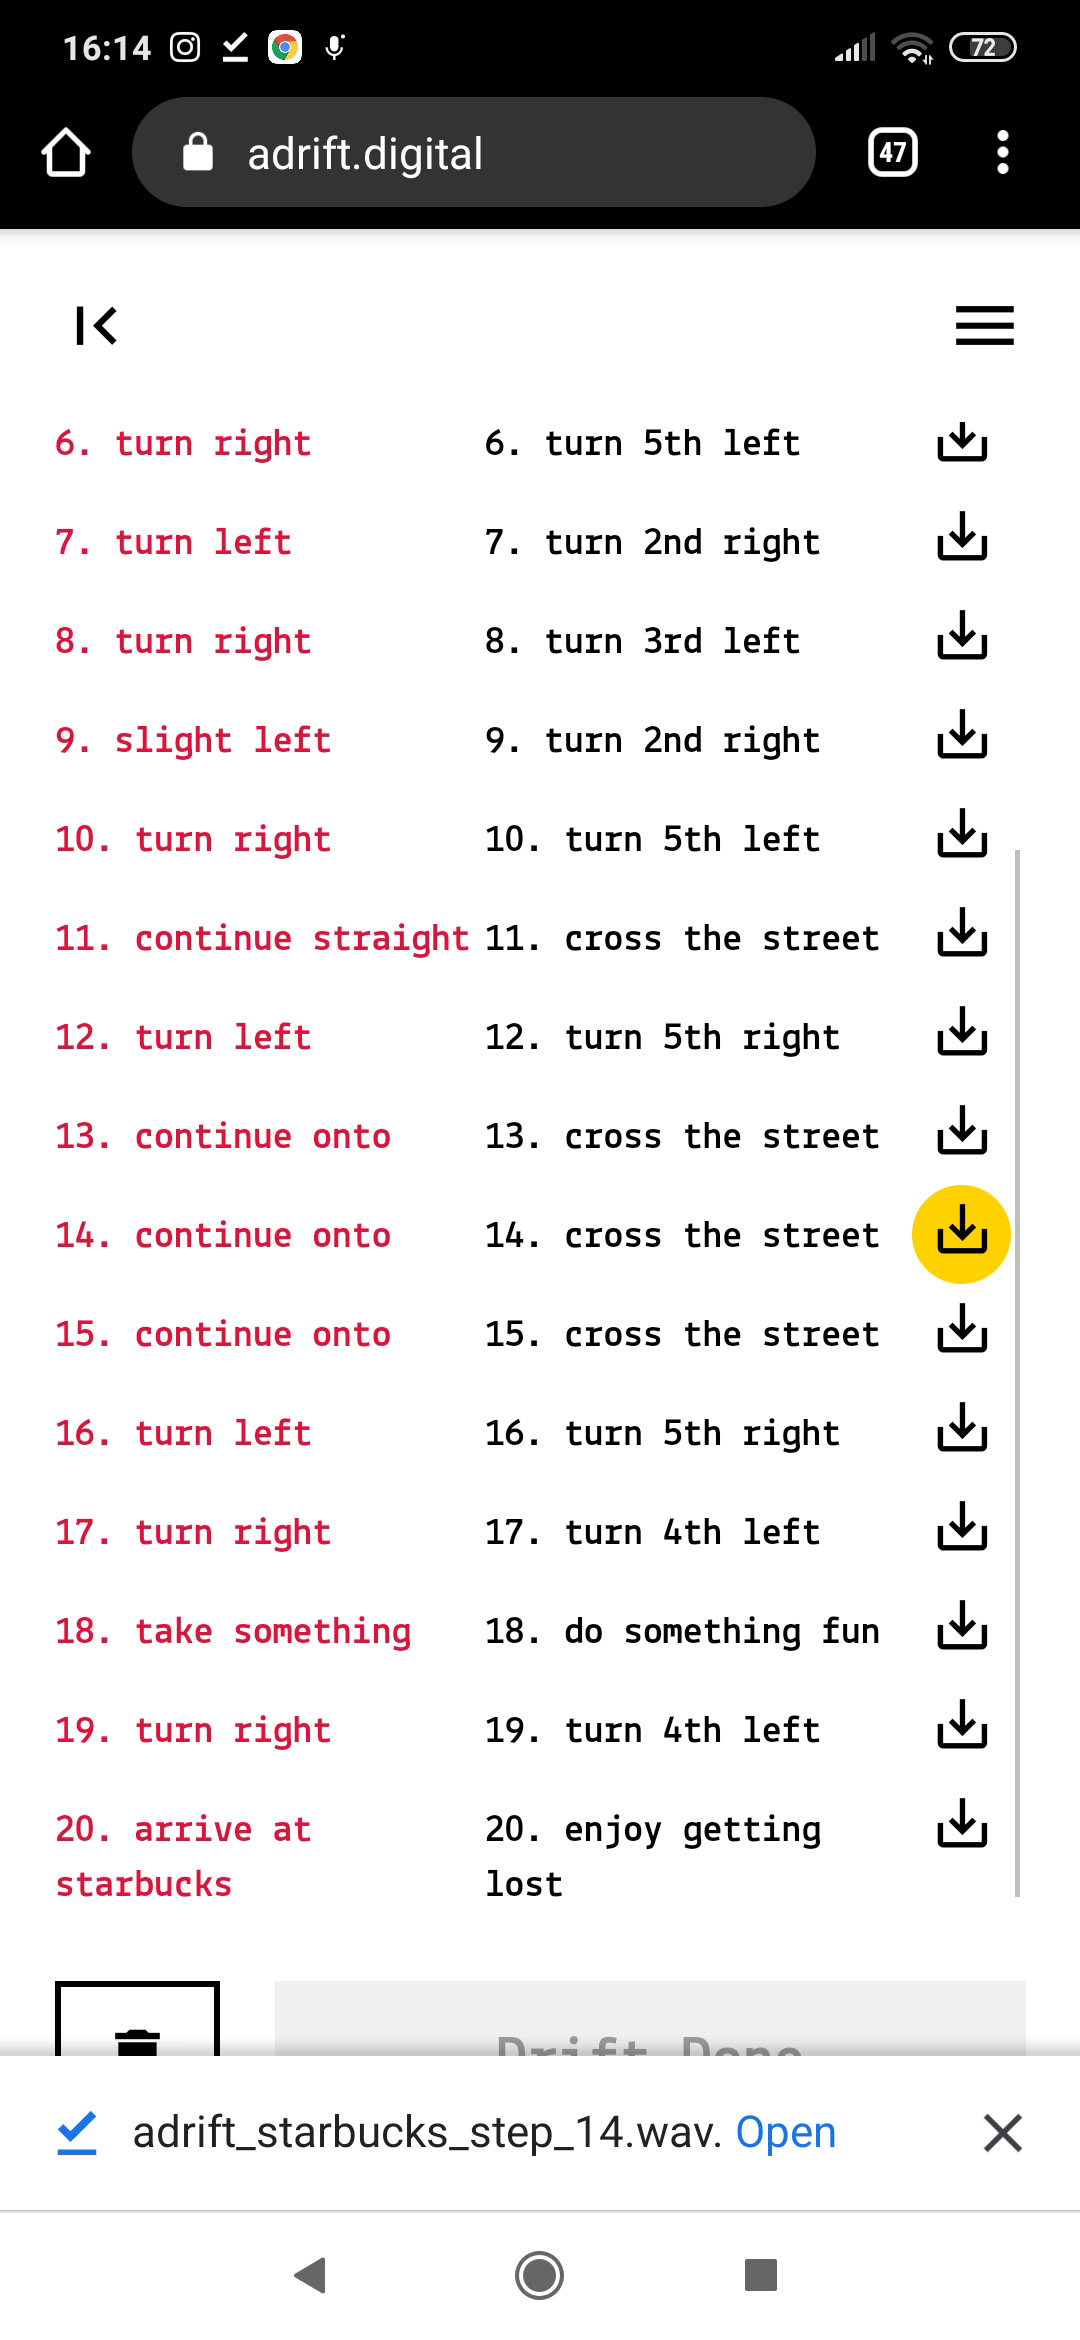 16:14
72
adrift.digital
47
6. turn right 6. turn 5th left
7. turn left 7. turn 2nd right
8. turn right 8. turn 3rd left
9. slight left 9. turn 2nd right
10. turn right 10. turn 5th left
11. continue straight 11. cross the street
12. turn left 12. turn 5th right
13. continue onto 13. cross the street
14. continue onto 14. cross the street
15. continue onto 15. cross the street
16. turn left 16. turn 5th right
17. turn right 17. turn 4th left
18. take something 18. do something fun
19. turn right 19. turn 4th left
20. arrive at 20. enjoy getting
starbucks lost
Drift Done
adrift_starbucks_step_14.wav. Open